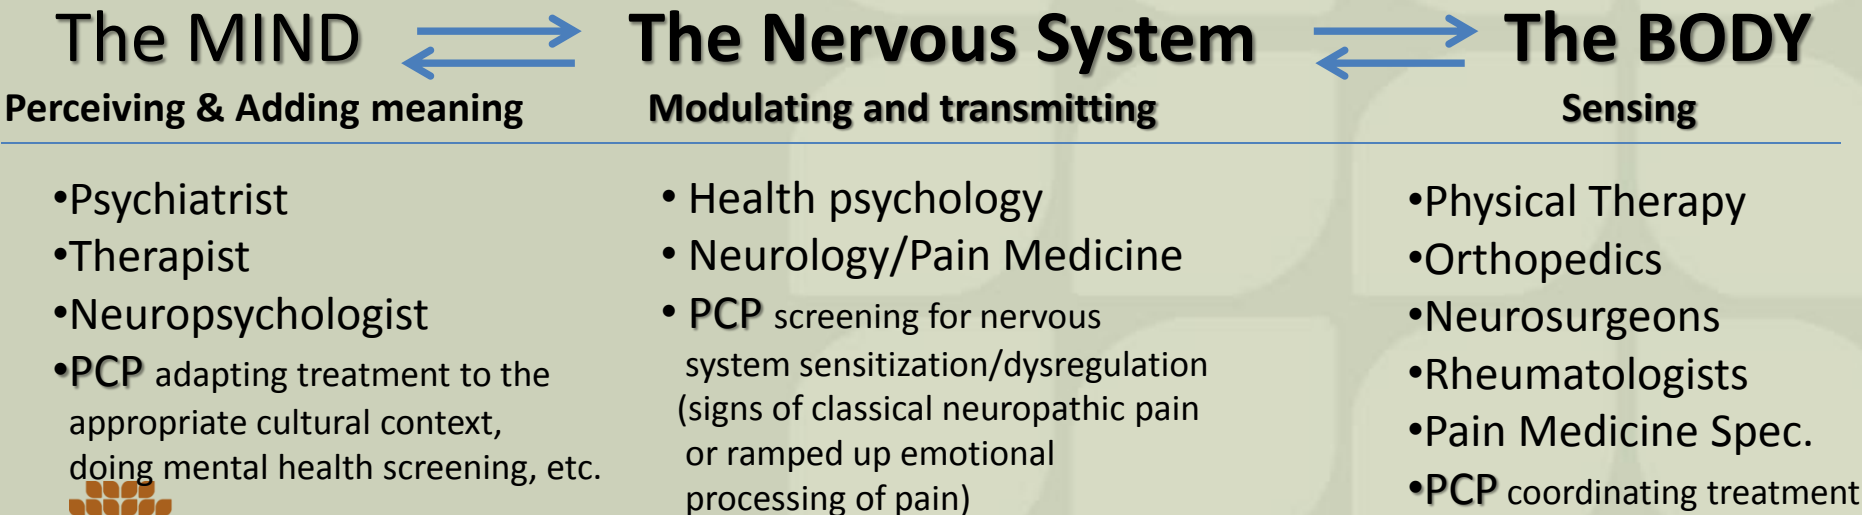 The MIND
The Nervous System
The BODY
Perceiving & Adding meaning
Modulating and transmitting
Sensing
•Psychiatrist
•Therapist
•Neuropsychologist
•PCP adapting treatment to the
appropriate cultural context,
doing mental health screening, etc.
• Health psychology
• Neurology/Pain Medicine
• PCP screening for nervous
system sensitization/dysregulation
(signs of classical neuropathic pain
or ramped up emotional
processing of pain)
•Physical Therapy
•Orthopedics
•Neurosurgeons
•Rheumatologists
•Pain Medicine Spec.
•PCP coordinating treatment